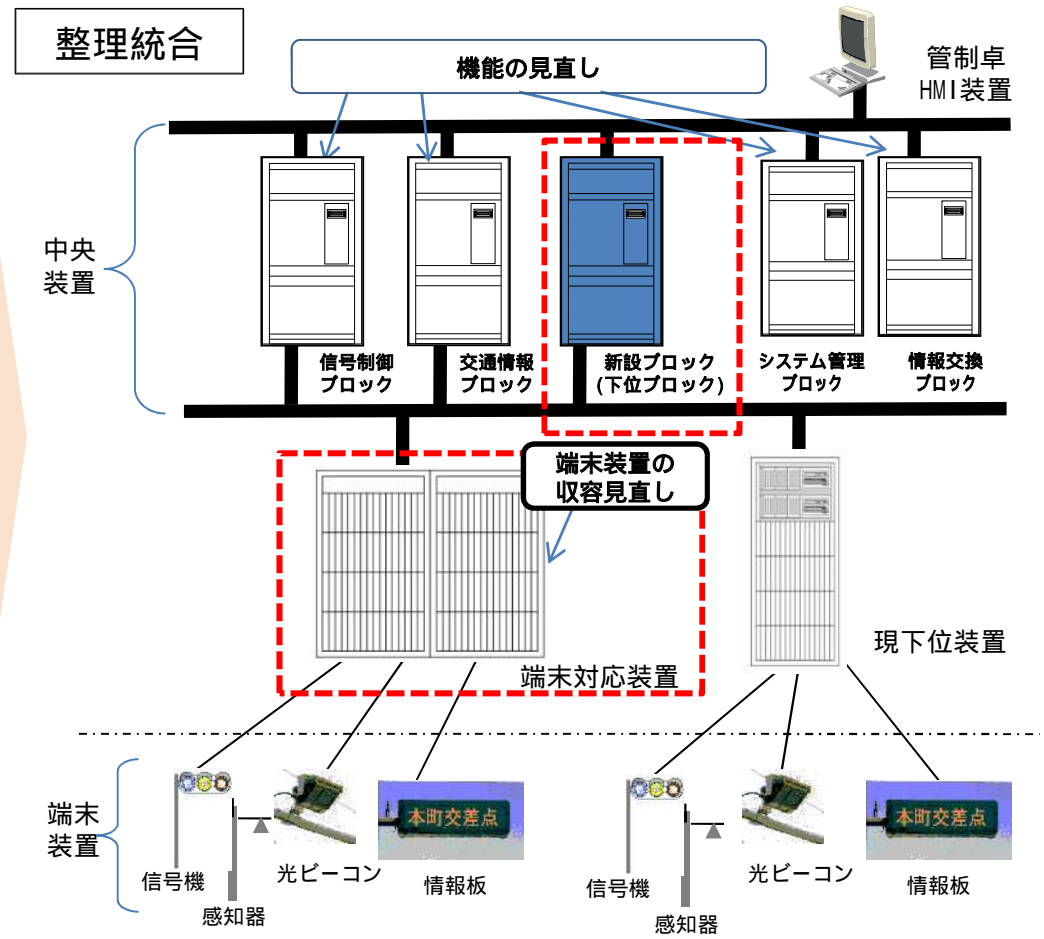 整理統合
機能の見直し
管制卓
HMI装置
中央
装置
信号制御
ブロック
交通情報
ブロック
新設ブロック
(下位ブロック)
システム管理
ブロック
情報交換
ブロック
端末装置の
収容見直し
端末対応装置
現下位装置
端末
装置
本町交差点
本町交差点
信号機
感知器
光ビーコン
情報板
信号機
感知器
光ビーコン
情報板